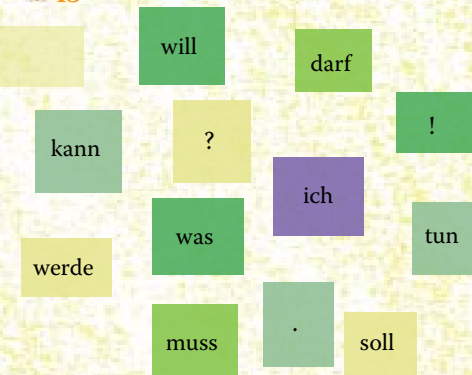 will
darf
!
kann
?
ich
was
tun
werde
muss
.
soll